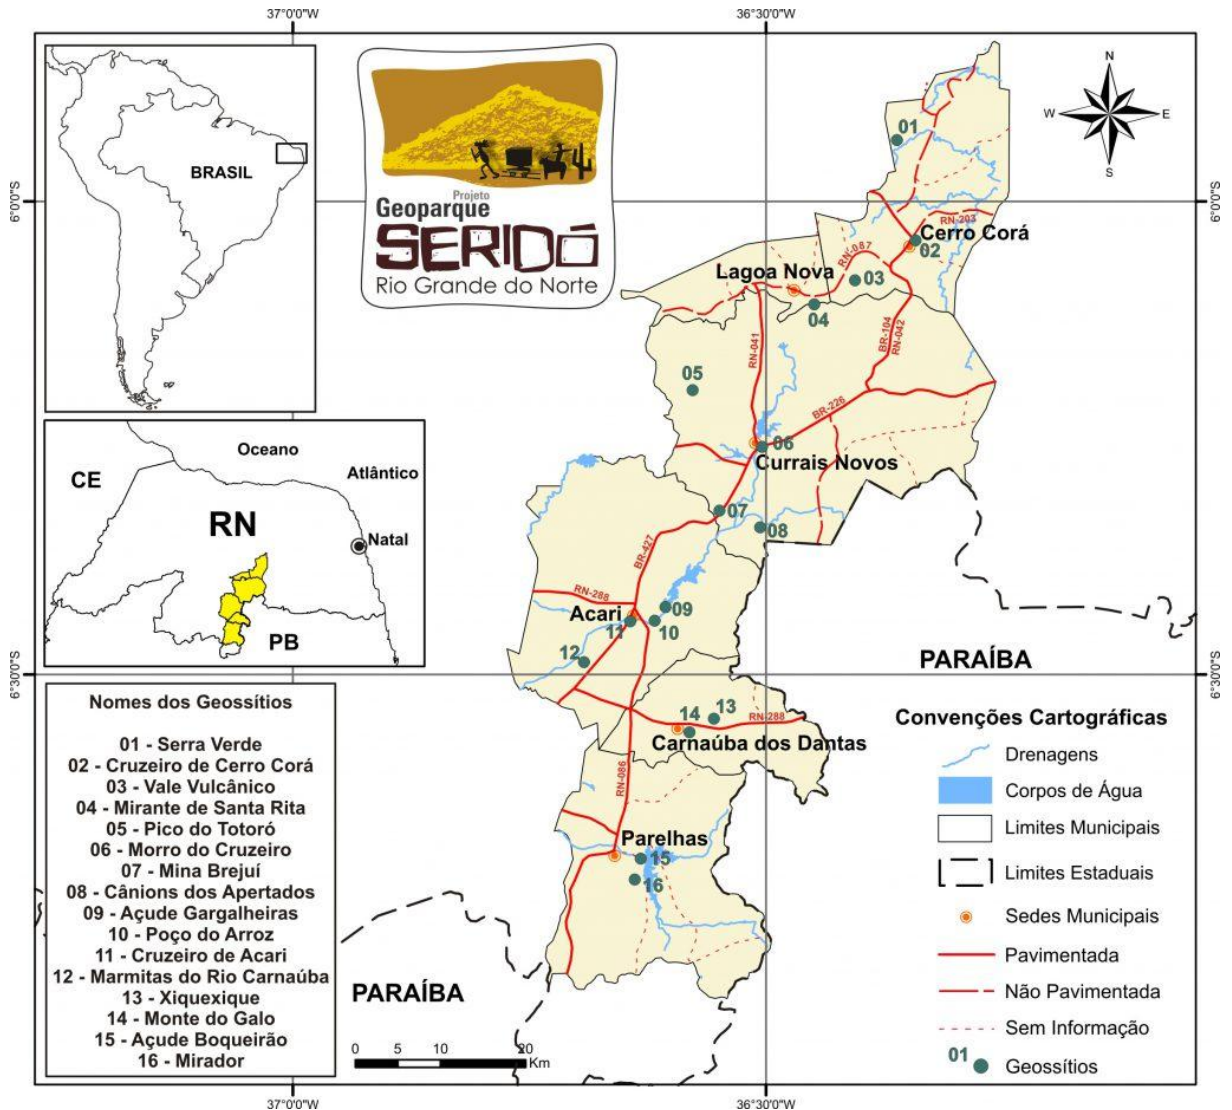 37°0'0"W
36°30'0"W
BRASIL
Projeto
Geoparque
SERIDÓ
Rio Grande do Norte
N
W
E
S
6°0'0"S
6°0'0"S
01
RN-203
Cerro Corá
02
RN-087
Lagoa Nova
03
04
BR-104
RN-042
RN-041
05
BR-226
06
Currais Novos
Oceano
Atlântico
CE
RN
Natal
PB
07
08
BR-427
RN-288
Acari
09
11
10
12
PARAÍBA
6°30'0"S
6°30'0"S
13
14
RN-288
Carnaúba dos Dantas
RN-086
Parelhas
15
16
PARAÍBA
Nomes dos Geossítios
01 - Serra Verde
02 - Cruzeiro de Cerro Corá
03 - Vale Vulcânico
04 - Mirante de Santa Rita
05 - Pico do Totoró
06 - Morro do Cruzeiro
07 - Mina Brejuí
08 - Cânions dos Apertados
09 - Açude Gargalheiras
10 - Poço do Arroz
11 - Cruzeiro de Acari
12 - Marmitas do Rio Carnaúba
13 - Xiquexique
14 - Monte do Galo
15 - Açude Boqueirão
16 - Mirador
0 5 10 20
Km
Convenções Cartográficas
Drenagens
Corpos de Água
Limites Municipais
Limites Estaduais
Sedes Municipais
Pavimentada
Não Pavimentada
Sem Informação
01 Geossítios
37°0'0"W
36°30'0"W